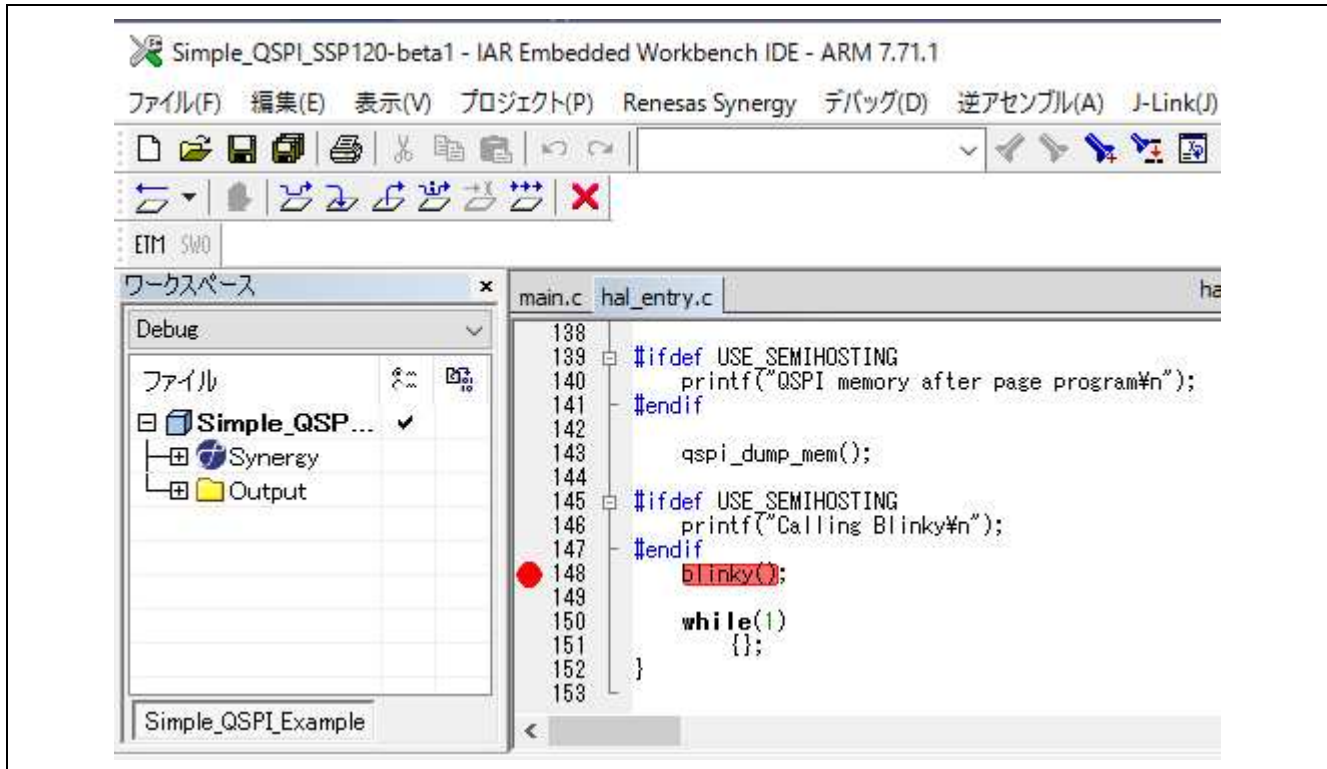 Simple_QSPI_SSP120-beta1 - IAR Embedded Workbench IDE - ARM 7.71.1
ファイル(F) 編集(E) 表示(V) プロジェクト(P) Renesas Synergy デバッグ(D) 逆アセンブル(A) J-Link(J)
ETM SWO
ワークスペース
Debug
ファイル
Simple_QSP...
Synergy
Output
Simple_QSPI_Example
main.c hal_entry.c ha
138
139 #ifdef USE_SEMIHOSTING
140 printf("QSPI memory after page program¥n");
141 #endif
142
143 qspi_dump_mem();
144
145 #ifdef USE_SEMIHOSTING
146 printf("Calling Blinky¥n");
147 #endif
148 blinky();
149
150 while(1)
151 {};
152 }
153